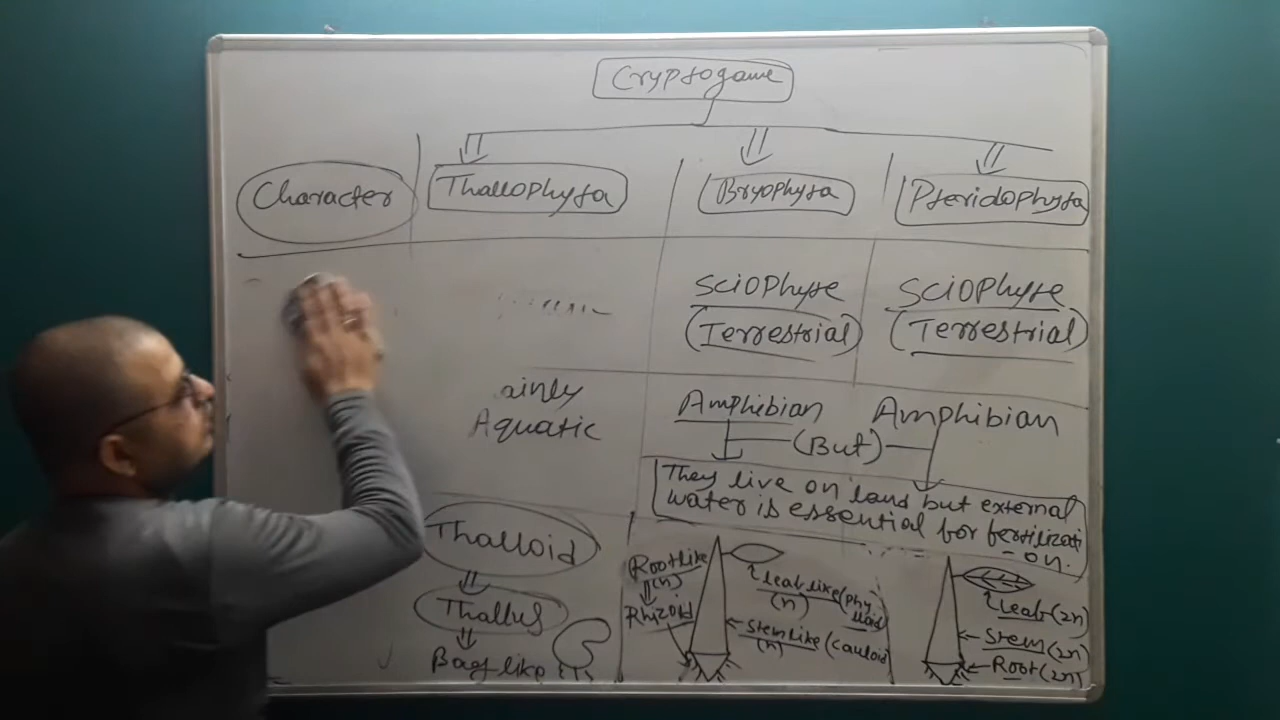 Cryptogame
Character
Thallophyta
Bryophyta
Pteridophyta
Sciophyte
(Terrestrial)
Sciophyte
(Terrestrial)
Aquatic
Amphibian
(But)
Amphibian
They live on land but external
water is essential for fertilizati
-on.
Thalloid
Thallus
Bag like
Root like
(n)
Rhizoid
Leaf like (phy
lloid)
(n)
Stem like (cauloid)
(n)
Leaf (2n)
Stem (2n)
Root (2n)